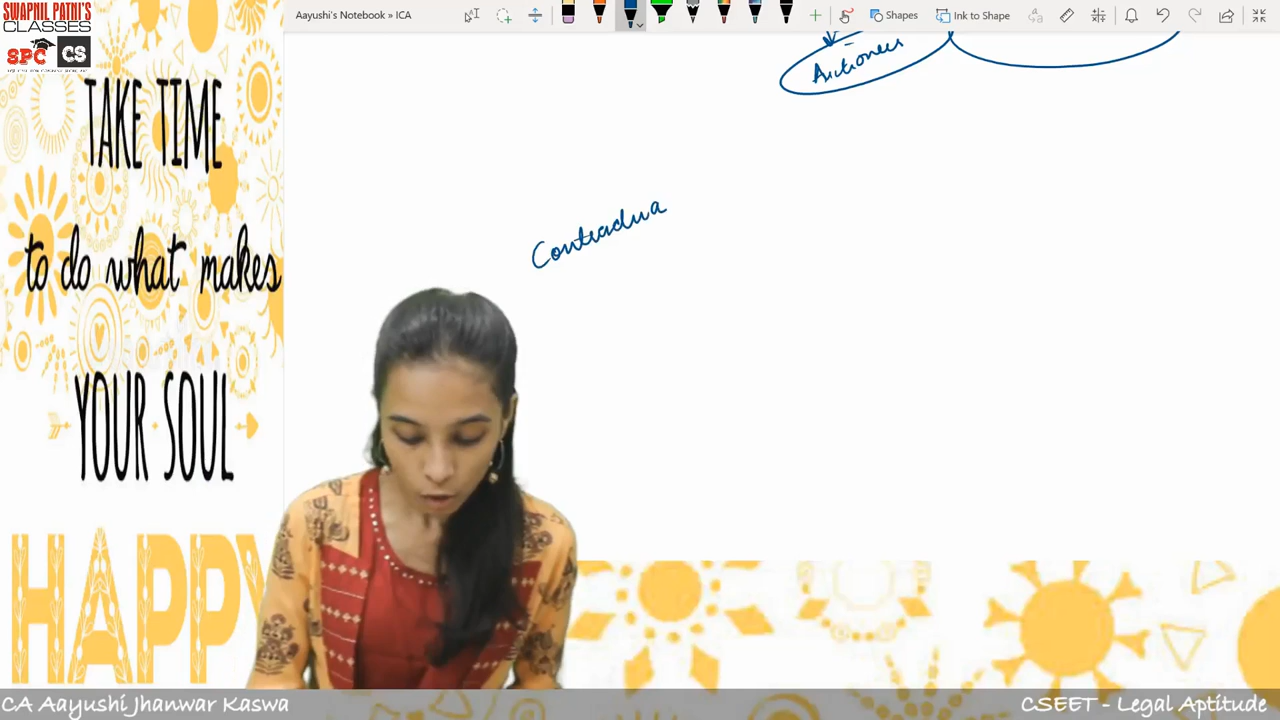 SWAPNIL PATNI'S
CLASSES
SPC CS
Aayushi's Notebook » ICA
Shapes
Ink to Shape
TAKE TIME
to do what makes
YOUR SOUL
HAPPY
Contradua
CA Aayushi Jhanwar Kaswa
CSEET - Legal Aptitude